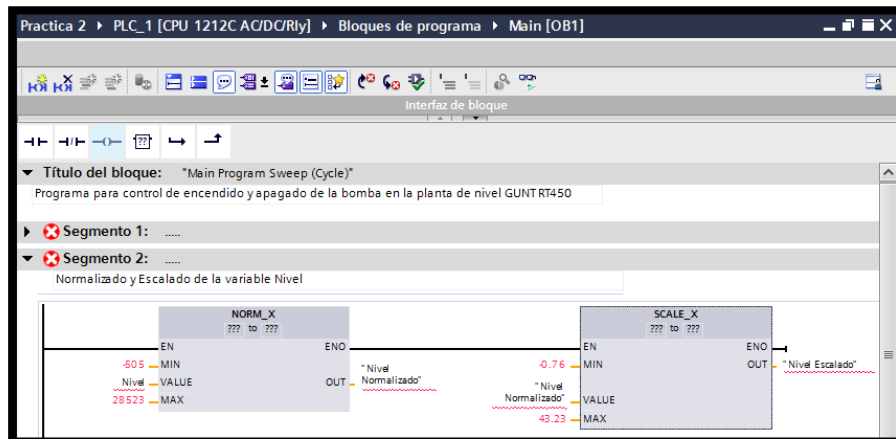 Practica 2 ▸ PLC_1 [CPU 1212C AC/DC/Rly] ▸ Bloques de programa ▸ Main [OB1]
Interfaz de bloque
??
Título del bloque: "Main Program Sweep (Cycle)"
Programa para control de encendido y apagado de la bomba en la planta de nivel GUNT RT450
Segmento 1: .....
Segmento 2: .....
Normalizado y Escalado de la variable Nivel
NORM_X
??? to ???
EN
ENO
-505
MIN
Nivel
VALUE
28523
MAX
OUT
"Nivel
Normalizado"
SCALE_X
??? to ???
EN
ENO
-0.76
MIN
"Nivel
Normalizado"
VALUE
43.23
MAX
OUT
"Nivel Escalado"